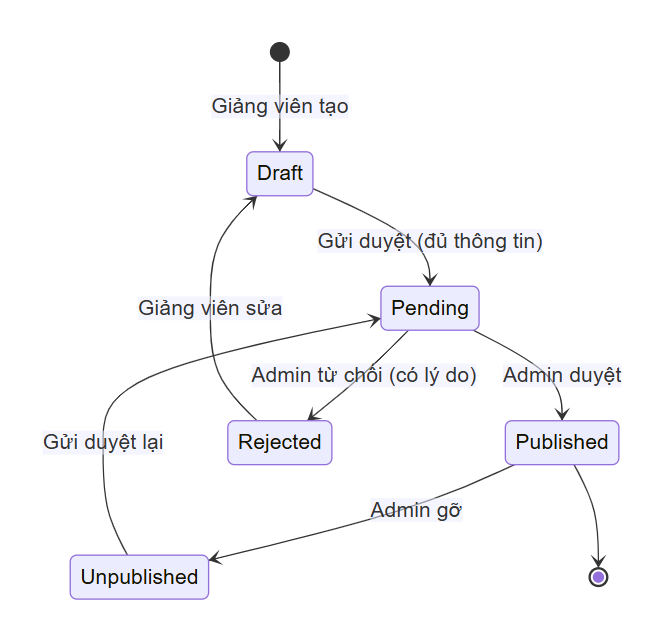 Giảng viên tạo
Draft
Gửi duyệt (đủ thông tin)
Pending
Giảng viên sửa
Admin từ chối (có lý do)
Admin duyệt
Rejected
Published
Gửi duyệt lại
Admin gỡ
Unpublished